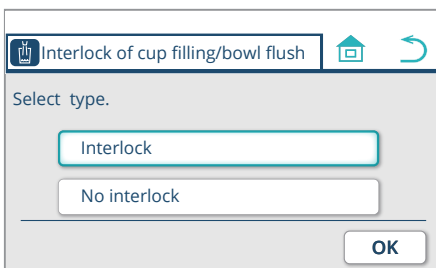 Interlock of cup filling/bowl flush
Select type.
Interlock
No interlock
OK